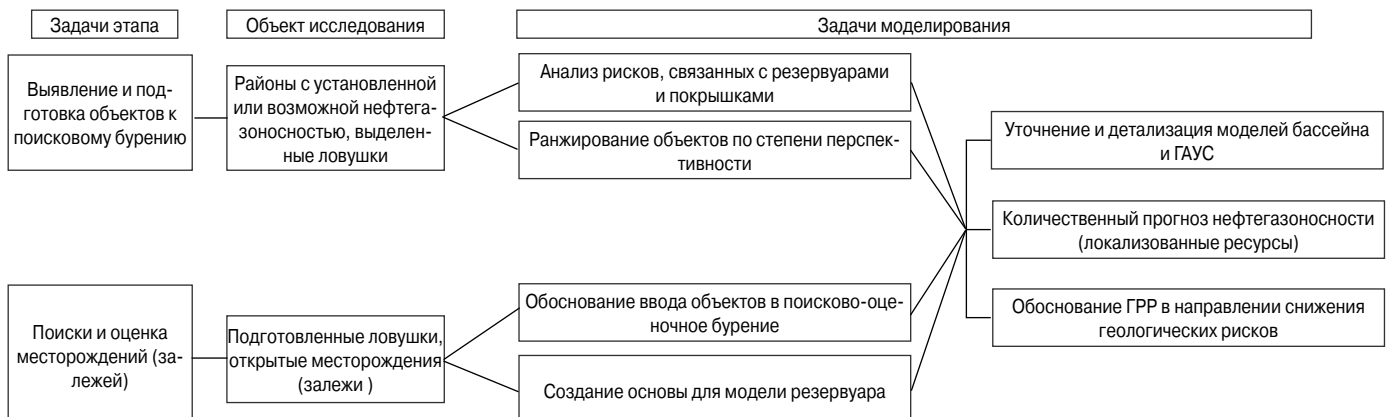 Задачи этапа
Объект исследования
Задачи моделирования
Выявление и под-
готовка объектов к
поисковому бурению
Районы с установленной
или возможной нефтега-
зоносностью, выделен-
ные ловушки
Анализ рисков, связанных с резервуарами
и покрышками
Ранжирование объектов по степени перспек-
тивности
Уточнение и детализация моделей бассейна
и ГАУС
Количественный прогноз нефтегазоносности
(локализованные ресурсы)
Обоснование ГРР в направлении снижения
геологических рисков
Поиски и оценка
месторождений (за-
лежей)
Подготовленные ловушки,
открытые месторождения
(залежи )
Обоснование ввода объектов в поисково-оце-
ночное бурение
Создание основы для модели резервуара